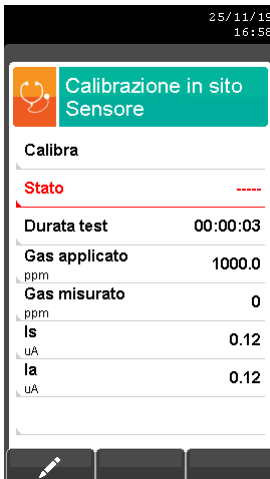 25/11/19
16:58
Calibrazione in sito
Sensore
Calibra
Stato -----
Durata test 00:00:03
Gas applicato 1000.0
ppm
Gas misurato 0
ppm
Is 0.12
uA
Ia 0.12
uA